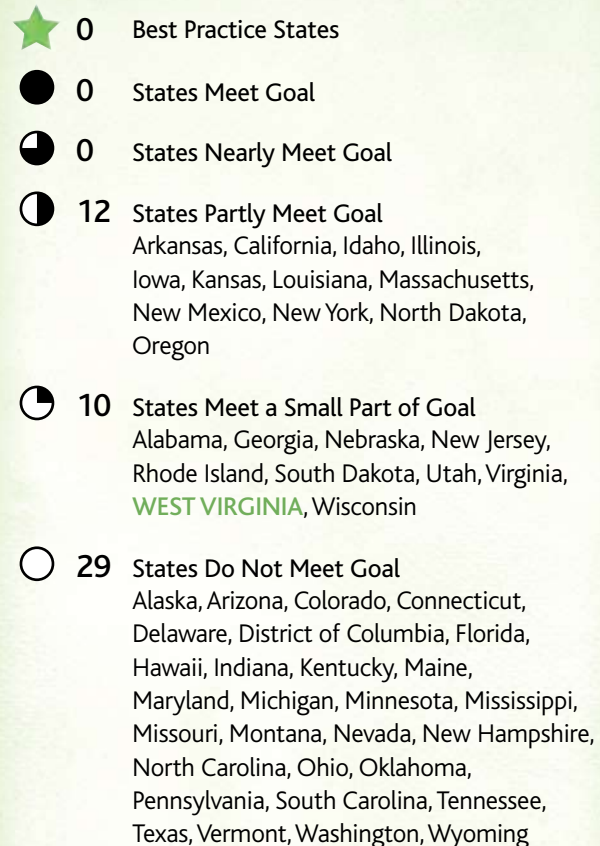 0 Best Practice States
0 States Meet Goal
0 States Nearly Meet Goal
12 States Partly Meet Goal
Arkansas, California, Idaho, Illinois,
Iowa, Kansas, Louisiana, Massachusetts,
New Mexico, New York, North Dakota,
Oregon
10 States Meet a Small Part of Goal
Alabama, Georgia, Nebraska, New Jersey,
Rhode Island, South Dakota, Utah, Virginia,
WEST VIRGINIA, Wisconsin
29 States Do Not Meet Goal
Alaska, Arizona, Colorado, Connecticut,
Delaware, District of Columbia, Florida,
Hawaii, Indiana, Kentucky, Maine,
Maryland, Michigan, Minnesota, Mississippi,
Missouri, Montana, Nevada, New Hampshire,
North Carolina, Ohio, Oklahoma,
Pennsylvania, South Carolina, Tennessee,
Texas, Vermont, Washington, Wyoming